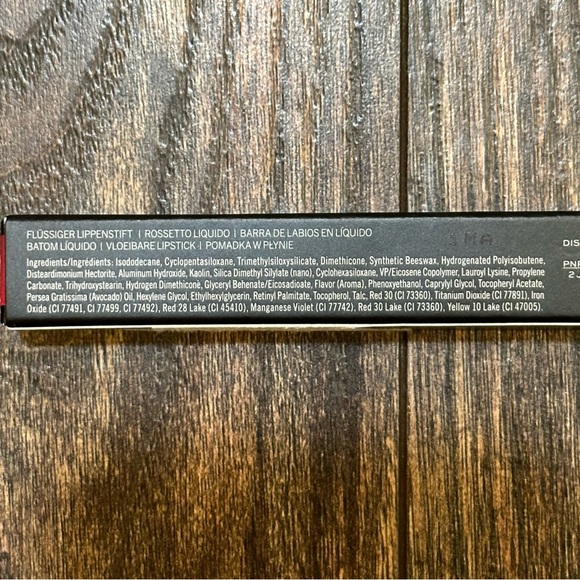 FLÜSSIGER LIPPENSTIFT | ROSSETTO LIQUIDO | BARRA DE LABIOS EN LÍQUIDO
BATOM LÍQUIDO | VLOEIBARE LIPSTICK | POMADKA W PŁYNIE
Ingredients/Ingrédients: Isododecane, Cyclopentasiloxane, Trimethylsiloxysilicate, Dimethicone, Synthetic Beeswax, Hydrogenated Polyisobutene,
Disteardimonium Hectorite, Aluminum Hydroxide, Kaolin, Silica Dimethyl Silylate (nano), Cyclohexasiloxane, VP/Eicosene Copolymer, Lauroyl Lysine, Propylene
Carbonate, Trihydroxystearin, Hydrogen Dimethicone, Glyceryl Behenate/Eicosadioate, Flavor (Aroma), Phenoxyethanol, Caprylyl Glycol, Tocopheryl Acetate,
Persea Gratissima (Avocado) Oil, Hexylene Glycol, Ethylhexylglycerin, Retinyl Palmitate, Tocopherol, Talc, Red 30 (CI 73360), Titanium Dioxide (CI 77891), Iron
Oxide (CI 77491, CI 77499, CI 77492), Red 28 Lake (CI 45410), Manganese Violet (CI 77742). Red 30 Lake (CI 73360), Yellow 10 Lake (CI 47005).
DIS
PNF